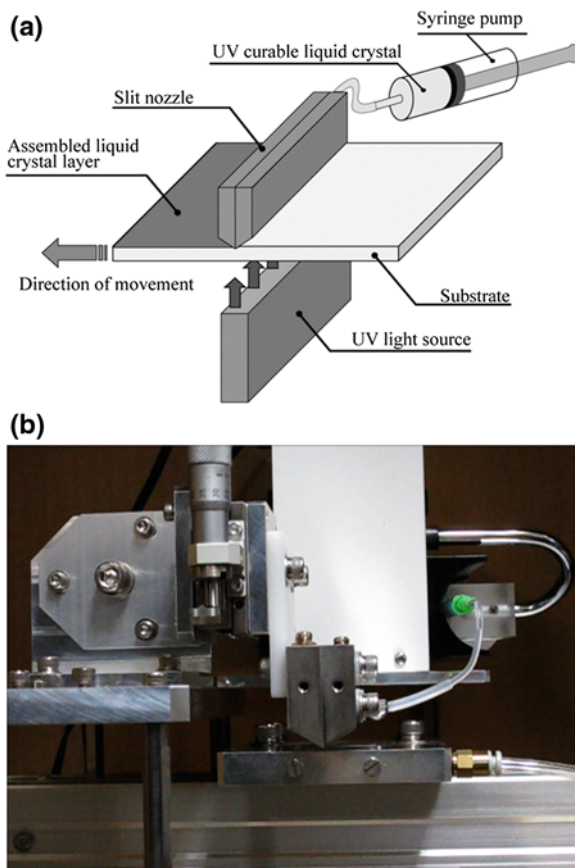 (a)
Syringe pump
UV curable liquid crystal
Slit nozzle
Assembled liquid
crystal layer
Direction of movement
Substrate
UV light source
(b)